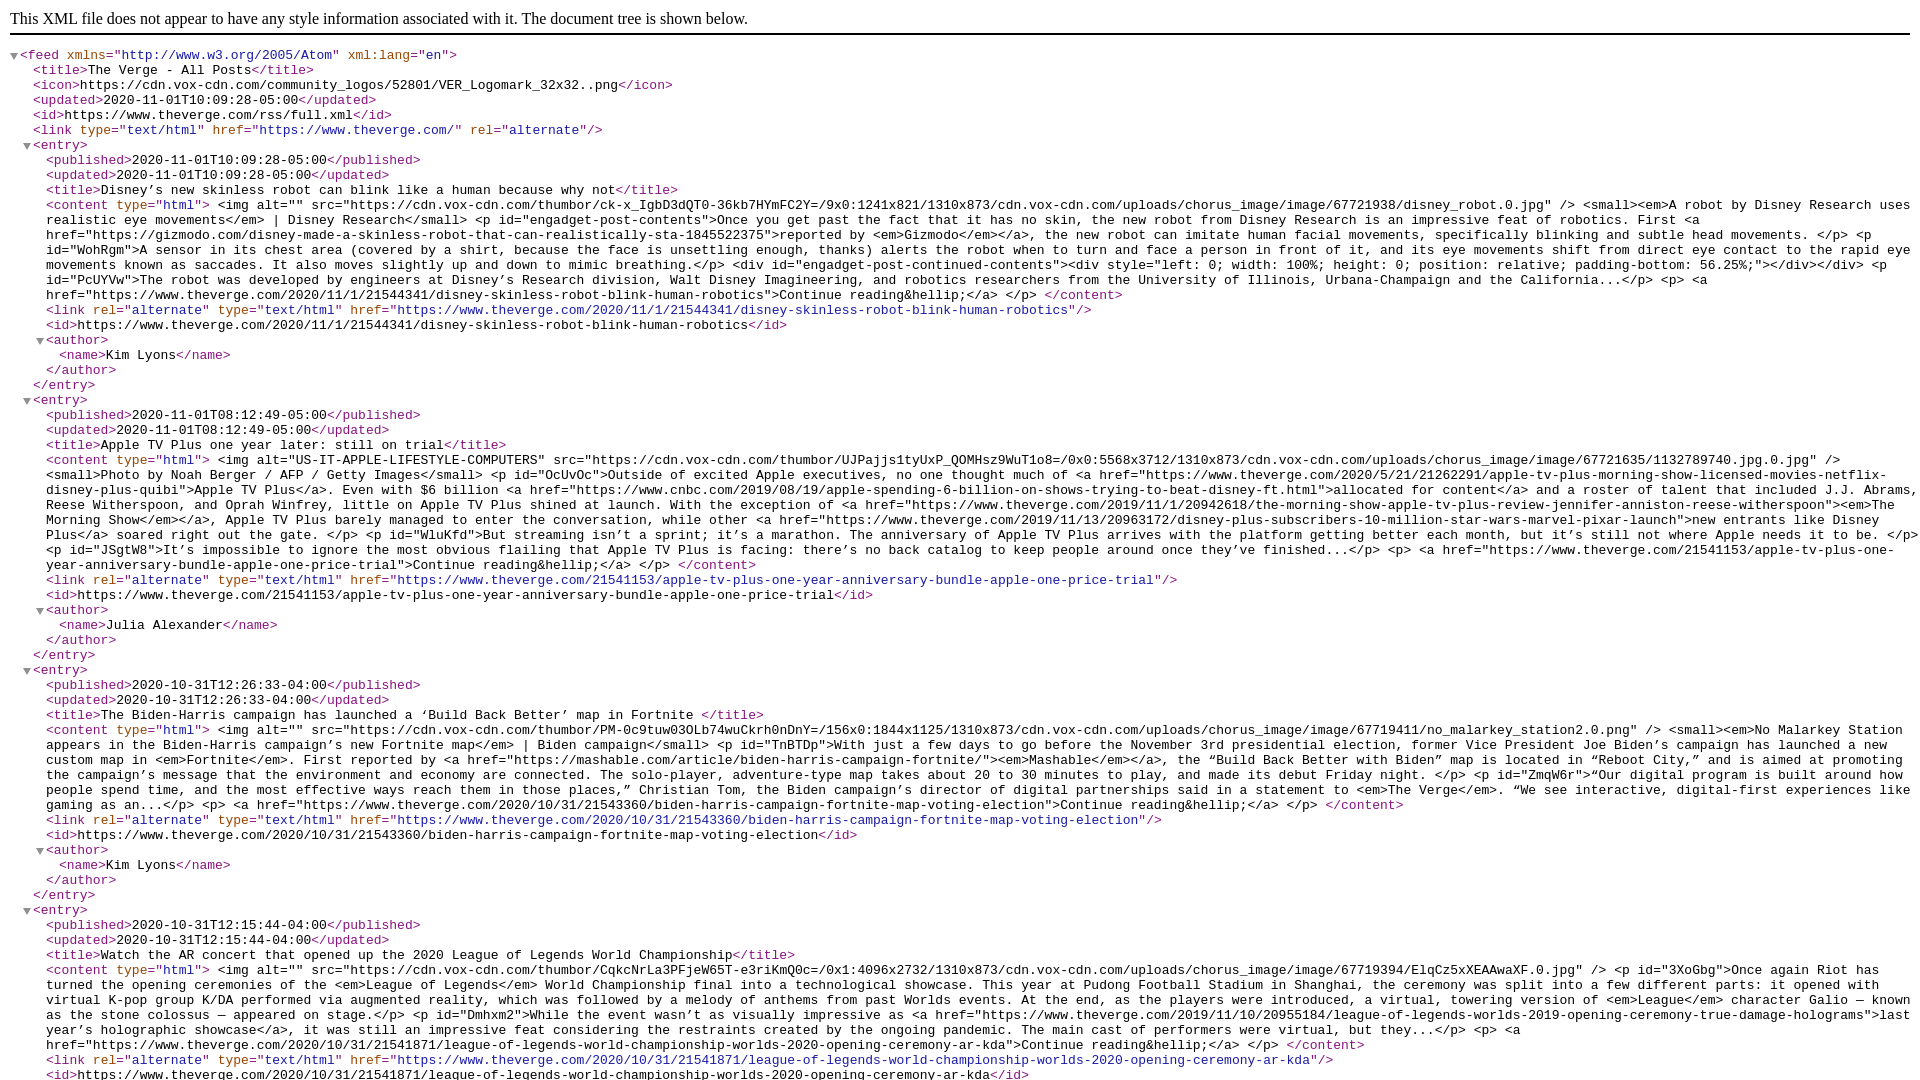 This XML file does not appear to have any style information associated with it. The document tree is shown below.
<feed xmlns="http://www.w3.org/2005/Atom" xml:lang="en">
<title>The Verge - All Posts</title>
<icon>https://cdn.vox-cdn.com/community_logos/52801/VER_Logomark_32x32..png</icon>
<updated>2020-11-01T10:09:28-05:00</updated>
<id>https://www.theverge.com/rss/full.xml</id>
<link type="text/html" href="https://www.theverge.com/" rel="alternate"/>
<entry>
<published>2020-11-01T10:09:28-05:00</published>
<updated>2020-11-01T10:09:28-05:00</updated>
<title>Disney’s new skinless robot can blink like a human because why not</title>
<content type="html"> <img alt="" src="https://cdn.vox-cdn.com/thumbor/ck-x_IgbD3dQT0-36kb7HYmFC2Y=/9x0:1241x821/1310x873/cdn.vox-cdn.com/uploads/chorus_image/image/67721938/disney_robot.0.jpg" /> <small><em>A robot by Disney Research uses
realistic eye movements</em> | Disney Research</small> <p id="engadget-post-contents">Once you get past the fact that it has no skin, the new robot from Disney Research is an impressive feat of robotics. First <a
href="https://gizmodo.com/disney-made-a-skinless-robot-that-can-realistically-sta-1845522375">reported by <em>Gizmodo</em></a>, the new robot can imitate human facial movements, specifically blinking and subtle head movements. </p> <p
id="WohRgm">A sensor in its chest area (covered by a shirt, because the face is unsettling enough, thanks) alerts the robot when to turn and face a person in front of it, and its eye movements shift from direct eye contact to the rapid eye
movements known as saccades. It also moves slightly up and down to mimic breathing.</p> <div id="engadget-post-continued-contents"><div style="left: 0; width: 100%; height: 0; position: relative; padding-bottom: 56.25%;"></div></div> <p
id="PcUYVw">The robot was developed by engineers at Disney’s Research division, Walt Disney Imagineering, and robotics researchers from the University of Illinois, Urbana-Champaign and the California...</p> <p> <a
href="https://www.theverge.com/2020/11/1/21544341/disney-skinless-robot-blink-human-robotics">Continue reading&hellip;</a> </p> </content>
<link rel="alternate" type="text/html" href="https://www.theverge.com/2020/11/1/21544341/disney-skinless-robot-blink-human-robotics"/>
<id>https://www.theverge.com/2020/11/1/21544341/disney-skinless-robot-blink-human-robotics</id>
<author>
<name>Kim Lyons</name>
</author>
</entry>
<entry>
<published>2020-11-01T08:12:49-05:00</published>
<updated>2020-11-01T08:12:49-05:00</updated>
<title>Apple TV Plus one year later: still on trial</title>
<content type="html"> <img alt="US-IT-APPLE-LIFESTYLE-COMPUTERS" src="https://cdn.vox-cdn.com/thumbor/UJPajjs1tyUxP_QOMHsz9WuT1o8=/0x0:5568x3712/1310x873/cdn.vox-cdn.com/uploads/chorus_image/image/67721635/1132789740.jpg.0.jpg" />
<small>Photo by Noah Berger / AFP / Getty Images</small> <p id="OcUvOc">Outside of excited Apple executives, no one thought much of <a href="https://www.theverge.com/2020/5/21/21262291/apple-tv-plus-morning-show-licensed-movies-netflix-
disney-plus-quibi">Apple TV Plus</a>. Even with $6 billion <a href="https://www.cnbc.com/2019/08/19/apple-spending-6-billion-on-shows-trying-to-beat-disney-ft.html">allocated for content</a> and a roster of talent that included J.J. Abrams,
Reese Witherspoon, and Oprah Winfrey, little on Apple TV Plus shined at launch. With the exception of <a href="https://www.theverge.com/2019/11/1/20942618/the-morning-show-apple-tv-plus-review-jennifer-anniston-reese-witherspoon"><em>The
Morning Show</em></a>, Apple TV Plus barely managed to enter the conversation, while other <a href="https://www.theverge.com/2019/11/13/20963172/disney-plus-subscribers-10-million-star-wars-marvel-pixar-launch">new entrants like Disney
Plus</a> soared right out the gate. </p> <p id="WluKfd">But streaming isn’t a sprint; it’s a marathon. The anniversary of Apple TV Plus arrives with the platform getting better each month, but it’s still not where Apple needs it to be. </p>
<p id="JSgtW8">It’s impossible to ignore the most obvious flailing that Apple TV Plus is facing: there’s no back catalog to keep people around once they’ve finished...</p> <p> <a href="https://www.theverge.com/21541153/apple-tv-plus-one-
year-anniversary-bundle-apple-one-price-trial">Continue reading&hellip;</a> </p> </content>
<link rel="alternate" type="text/html" href="https://www.theverge.com/21541153/apple-tv-plus-one-year-anniversary-bundle-apple-one-price-trial"/>
<id>https://www.theverge.com/21541153/apple-tv-plus-one-year-anniversary-bundle-apple-one-price-trial</id>
<author>
<name>Julia Alexander</name>
</author>
</entry>
<entry>
<published>2020-10-31T12:26:33-04:00</published>
<updated>2020-10-31T12:26:33-04:00</updated>
<title>The Biden-Harris campaign has launched a ‘Build Back Better’ map in Fortnite </title>
<content type="html"> <img alt="" src="https://cdn.vox-cdn.com/thumbor/PM-0c9tuw03OLb74wuCkrh0nDnY=/156x0:1844x1125/1310x873/cdn.vox-cdn.com/uploads/chorus_image/image/67719411/no_malarkey_station2.0.png" /> <small><em>No Malarkey Station
appears in the Biden-Harris campaign’s new Fortnite map</em> | Biden campaign</small> <p id="TnBTDp">With just a few days to go before the November 3rd presidential election, former Vice President Joe Biden’s campaign has launched a new
custom map in <em>Fortnite</em>. First reported by <a href="https://mashable.com/article/biden-harris-campaign-fortnite/"><em>Mashable</em></a>, the “Build Back Better with Biden” map is located in “Reboot City,” and is aimed at promoting
the campaign’s message that the environment and economy are connected. The solo-player, adventure-type map takes about 20 to 30 minutes to play, and made its debut Friday night. </p> <p id="ZmqW6r">“Our digital program is built around how
people spend time, and the most effective ways reach them in those places,” Christian Tom, the Biden campaign’s director of digital partnerships said in a statement to <em>The Verge</em>. “We see interactive, digital-first experiences like
gaming as an...</p> <p> <a href="https://www.theverge.com/2020/10/31/21543360/biden-harris-campaign-fortnite-map-voting-election">Continue reading&hellip;</a> </p> </content>
<link rel="alternate" type="text/html" href="https://www.theverge.com/2020/10/31/21543360/biden-harris-campaign-fortnite-map-voting-election"/>
<id>https://www.theverge.com/2020/10/31/21543360/biden-harris-campaign-fortnite-map-voting-election</id>
<author>
<name>Kim Lyons</name>
</author>
</entry>
<entry>
<published>2020-10-31T12:15:44-04:00</published>
<updated>2020-10-31T12:15:44-04:00</updated>
<title>Watch the AR concert that opened up the 2020 League of Legends World Championship</title>
<content type="html"> <img alt="" src="https://cdn.vox-cdn.com/thumbor/CqkcNrLa3PFjeW65T-e3riKmQ0c=/0x1:4096x2732/1310x873/cdn.vox-cdn.com/uploads/chorus_image/image/67719394/ElqCz5xXEAAwaXF.0.jpg" /> <p id="3XoGbg">Once again Riot has
turned the opening ceremonies of the <em>League of Legends</em> World Championship final into a technological showcase. This year at Pudong Football Stadium in Shanghai, the ceremony was split into a few different parts: it opened with
virtual K-pop group K/DA performed via augmented reality, which was followed by a melody of anthems from past Worlds events. At the end, as the players were introduced, a virtual, towering version of <em>League</em> character Galio — known
as the stone colossus — appeared on stage.</p> <p id="Dmhxm2">While the event wasn’t as visually impressive as <a href="https://www.theverge.com/2019/11/10/20955184/league-of-legends-worlds-2019-opening-ceremony-true-damage-holograms">last
year’s holographic showcase</a>, it was still an impressive feat considering the restraints created by the ongoing pandemic. The main cast of performers were virtual, but they...</p> <p> <a
href="https://www.theverge.com/2020/10/31/21541871/league-of-legends-world-championship-worlds-2020-opening-ceremony-ar-kda">Continue reading&hellip;</a> </p> </content>
<link rel="alternate" type="text/html" href="https://www.theverge.com/2020/10/31/21541871/league-of-legends-world-championship-worlds-2020-opening-ceremony-ar-kda"/>
<id>https://www.theverge.com/2020/10/31/21541871/league-of-legends-world-championship-worlds-2020-opening-ceremony-ar-kda</id>